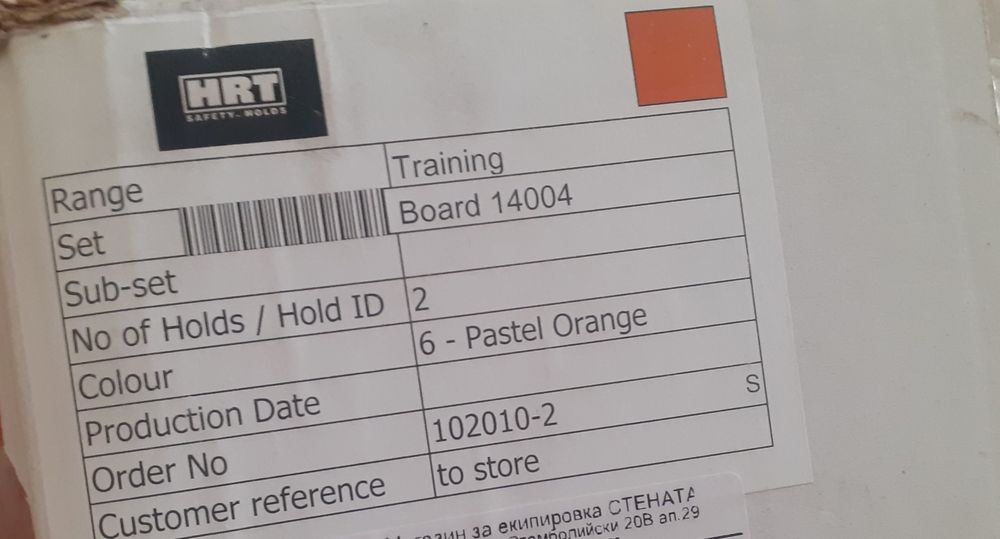 HRT
SAFETY-HOLDS
Range Training
Set Board 14004
Sub-set
No of Holds / Hold ID 2
Colour 6 - Pastel Orange
Production Date
Order No 102010-2 S
Customer reference to store
за екипировка СТЕНАТА
20В ап.29